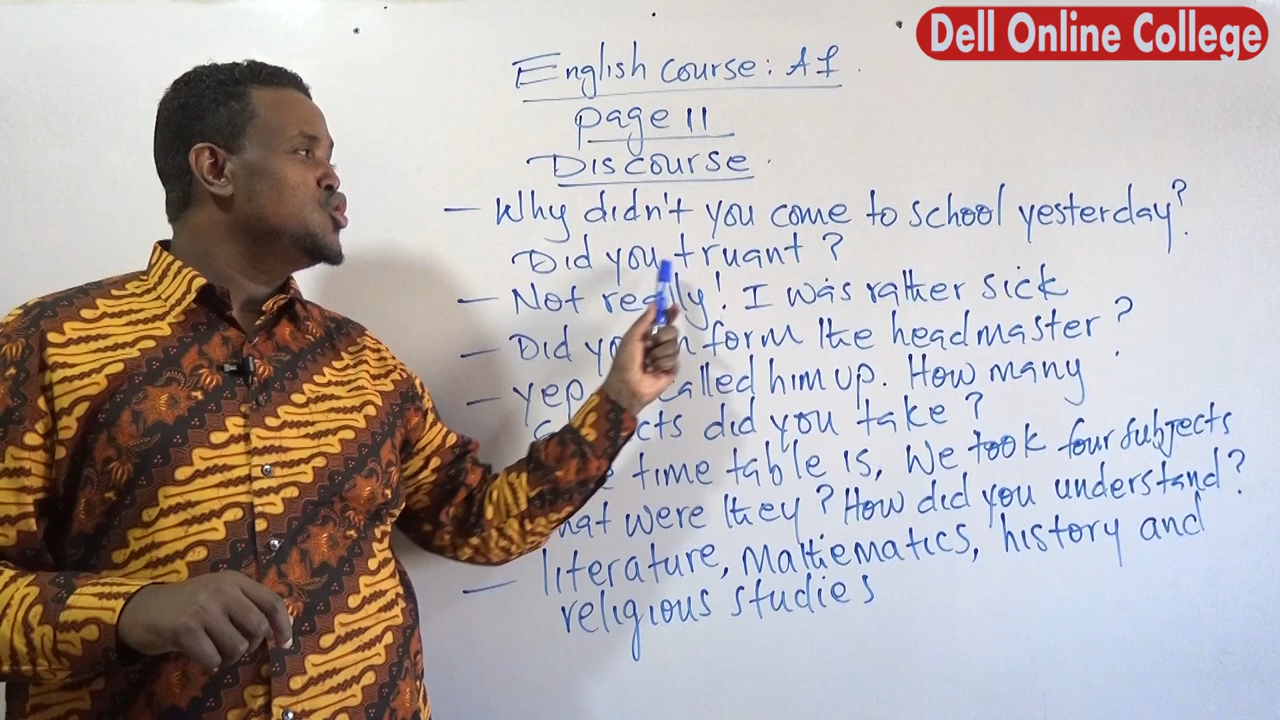 Dell Online College
English course: A1.
page 11
Discourse.
- Why didn't you come to school yesterday?
Did you truant?
- Not really! I was rather sick
- Did you inform the headmaster?
- yep called him up. How many
did you take?
time table is, We took four subjects
were they? How did you understand?
- literature, Mathematics, history and
religious studies